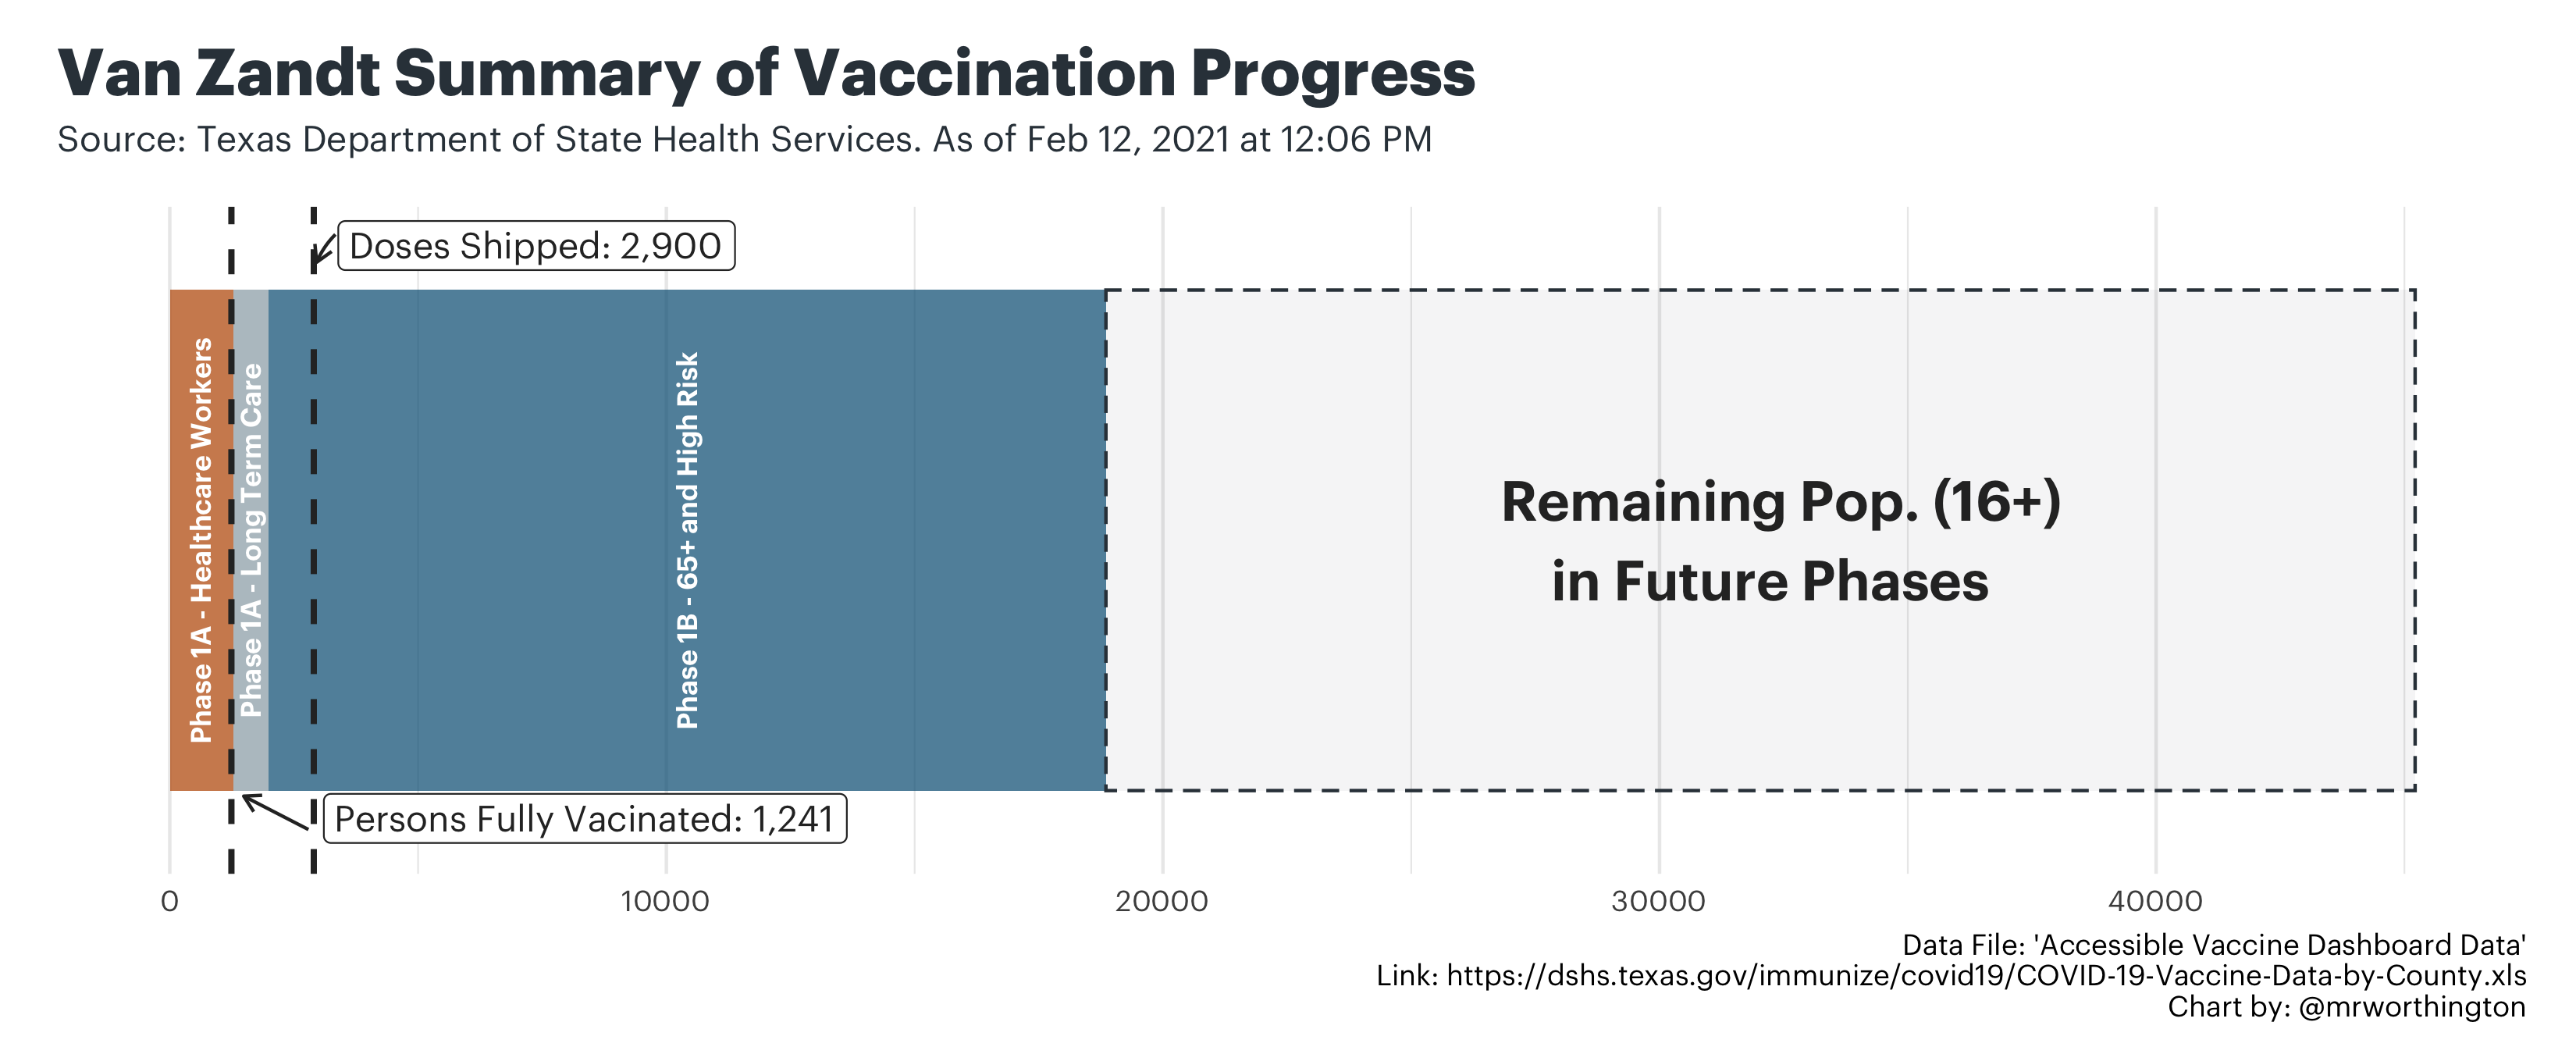 Van Zandt Summary of Vaccination Progress
Source: Texas Department of State Health Services. As of Feb 12, 2021 at 12:06 PM
Doses Shipped: 2,900
Phase 1A - Healthcare Workers
Phase 1A - Long Term Care
Phase 1B - 65+ and High Risk
Remaining Pop. (16+)
in Future Phases
Persons Fully Vacinated: 1,241
0 10000 20000 30000 40000
Data File: 'Accessible Vaccine Dashboard Data'
Link: https://dshs.texas.gov/immunize/covid19/COVID-19-Vaccine-Data-by-County.xls
Chart by: @mrworthington